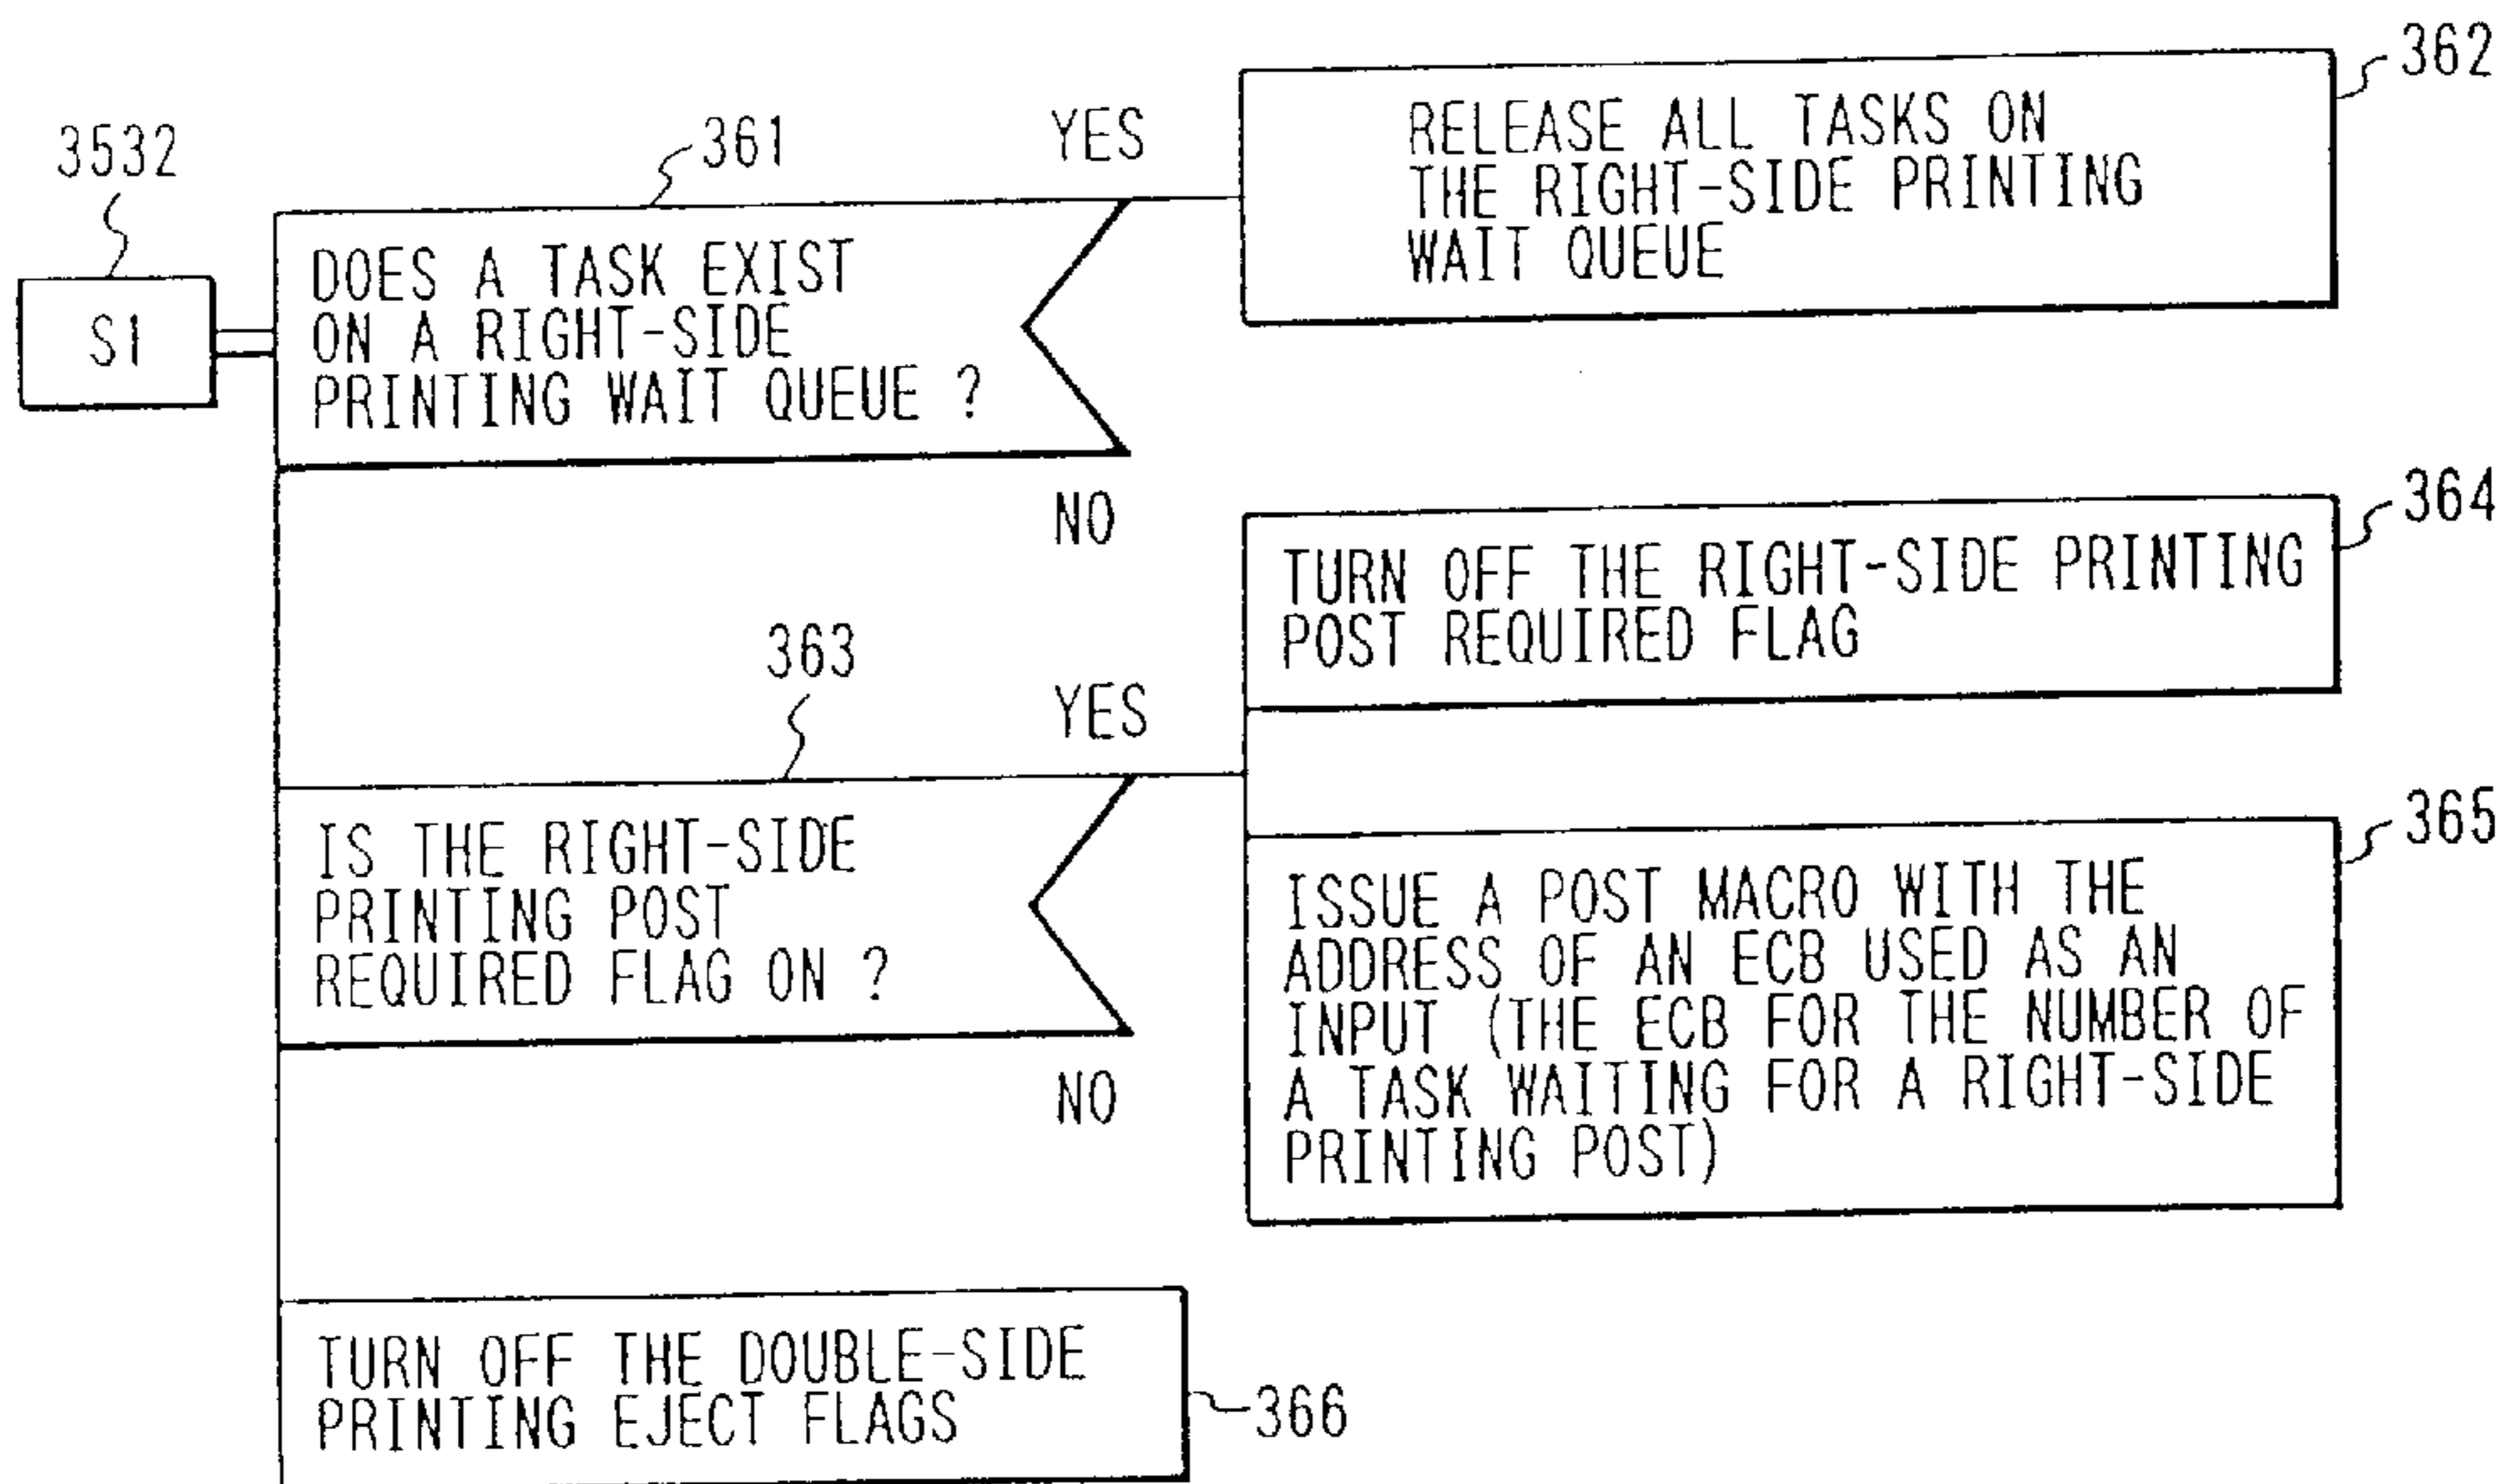 3532
S1
361
DOES A TASK EXIST
ON A RIGHT-SIDE
PRINTING WAIT QUEUE ?
YES
NO
362
RELEASE ALL TASKS ON
THE RIGHT-SIDE PRINTING
WAIT QUEUE
363
IS THE RIGHT-SIDE
PRINTING POST
REQUIRED FLAG ON ?
YES
NO
364
TURN OFF THE RIGHT-SIDE PRINTING
POST REQUIRED FLAG
365
ISSUE A POST MACRO WITH THE
ADDRESS OF AN ECB USED AS AN
INPUT (THE ECB FOR THE NUMBER OF
A TASK WAITING FOR A RIGHT-SIDE
PRINTING POST)
TURN OFF THE DOUBLE-SIDE
PRINTING EJECT FLAGS
366